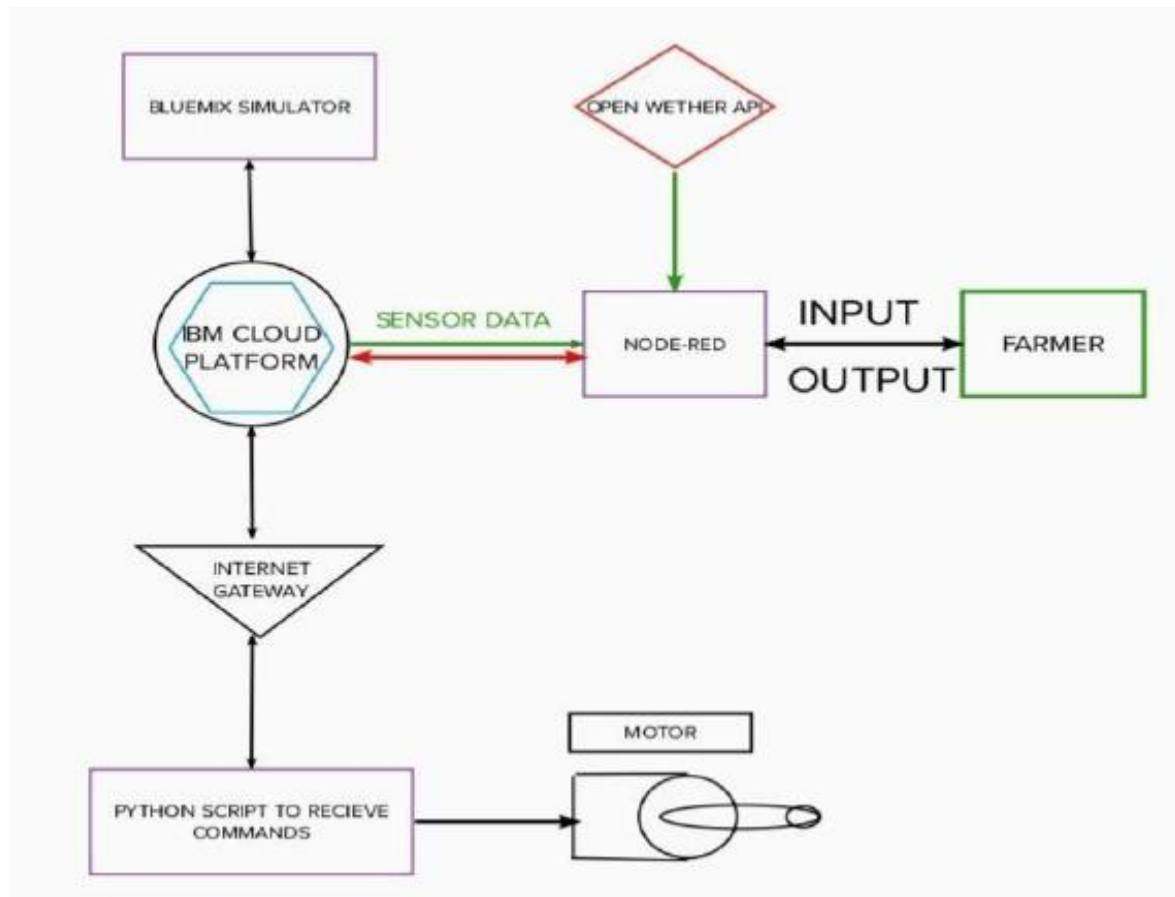 BLUEMIX SIMULATOR
OPEN WETHER API
IBM CLOUD
PLATFORM
SENSOR DATA
NODE-RED
INPUT
OUTPUT
FARMER
INTERNET
GATEWAY
PYTHON SCRIPT TO RECIEVE
COMMANDS
MOTOR